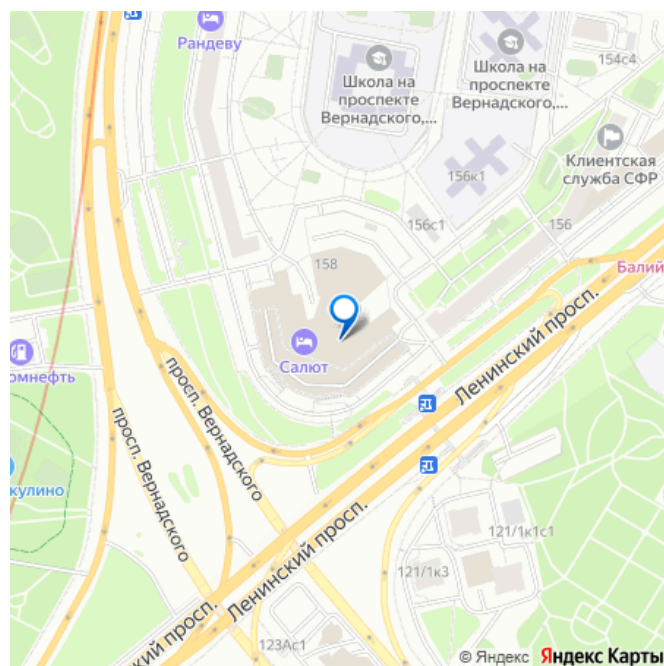 Рандеву
Школа на
проспекте
Вернадского,...
Школа на
проспекте
Вернадского,...
154с4
Клиентская
служба СФР
156к1
156с1
156
158
Балий
Салют
Ленинский просп.
омнефть
просп. Вернадского
просп. Вернадского
кулино
Ленинский просп.
кий просп.
121/1к1с1
121/1к3
123Ас1
© Яндекс Яндекс Карты